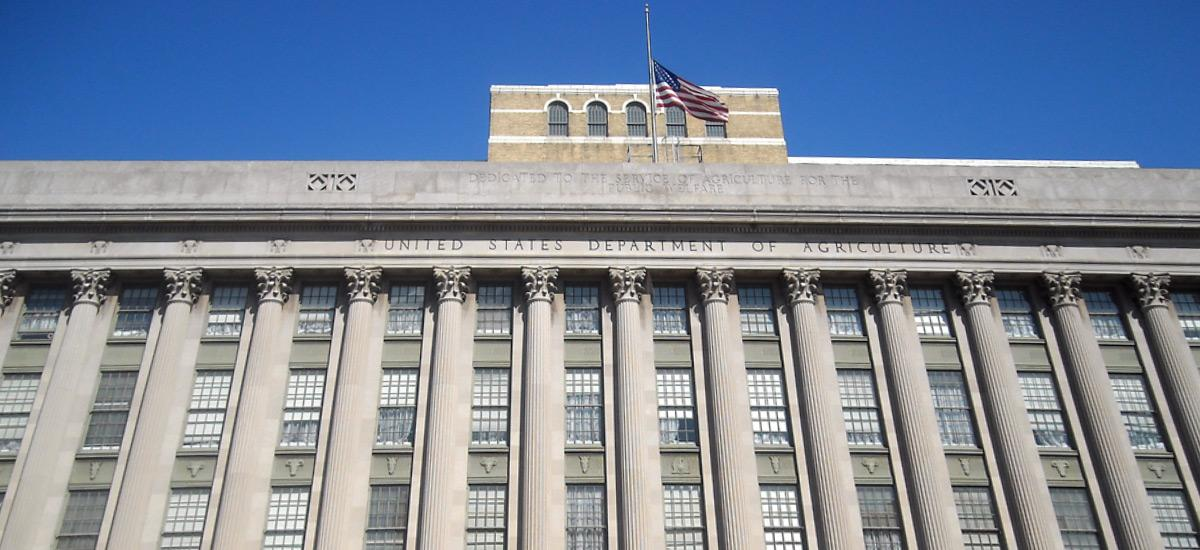 DEDICATED TO THE SERVICE OF AGRICULTURE FOR THE
PUBLIC WELFARE
UNITED STATES DEPARTMENT OF AGRICULTURE